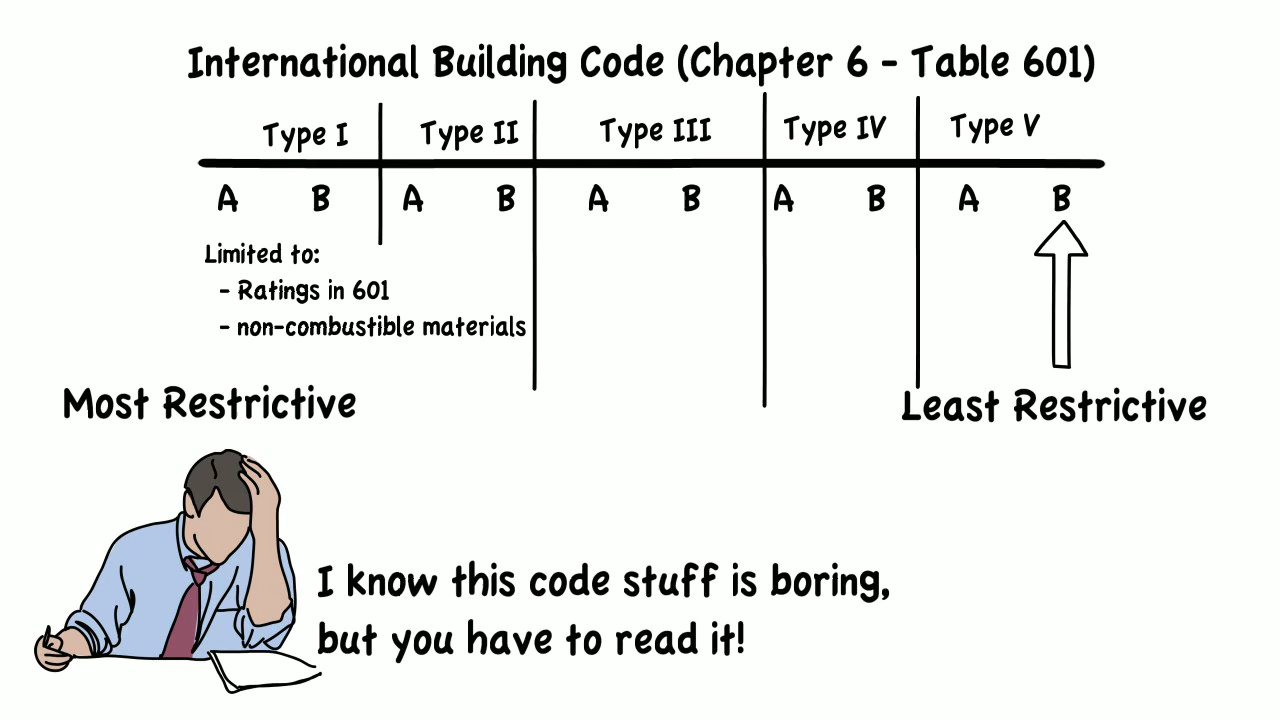 International Building Code (Chapter 6 - Table 601)
Type I Type II Type III Type IV Type V
A B A B A B A B A B
Limited to:
- Ratings in 601
- non-combustible materials
Most Restrictive Least Restrictive
I know this code stuff is boring,
but you have to read it!